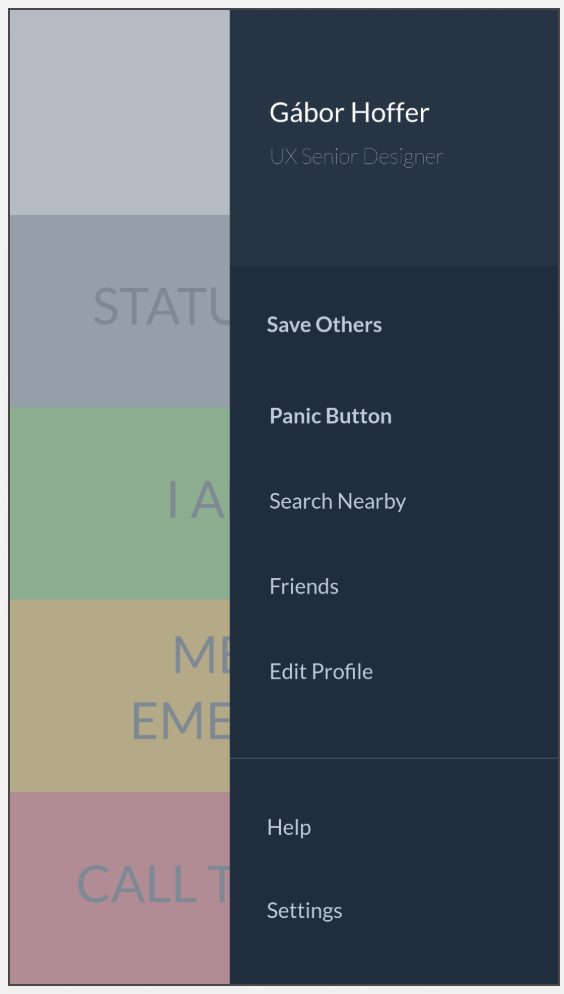 Gábor Hoffer
UX Senior Designer
STATU
Save Others
Panic Button
I A
Search Nearby
Friends
ME
Edit Profile
EME
Help
CALL T
Settings